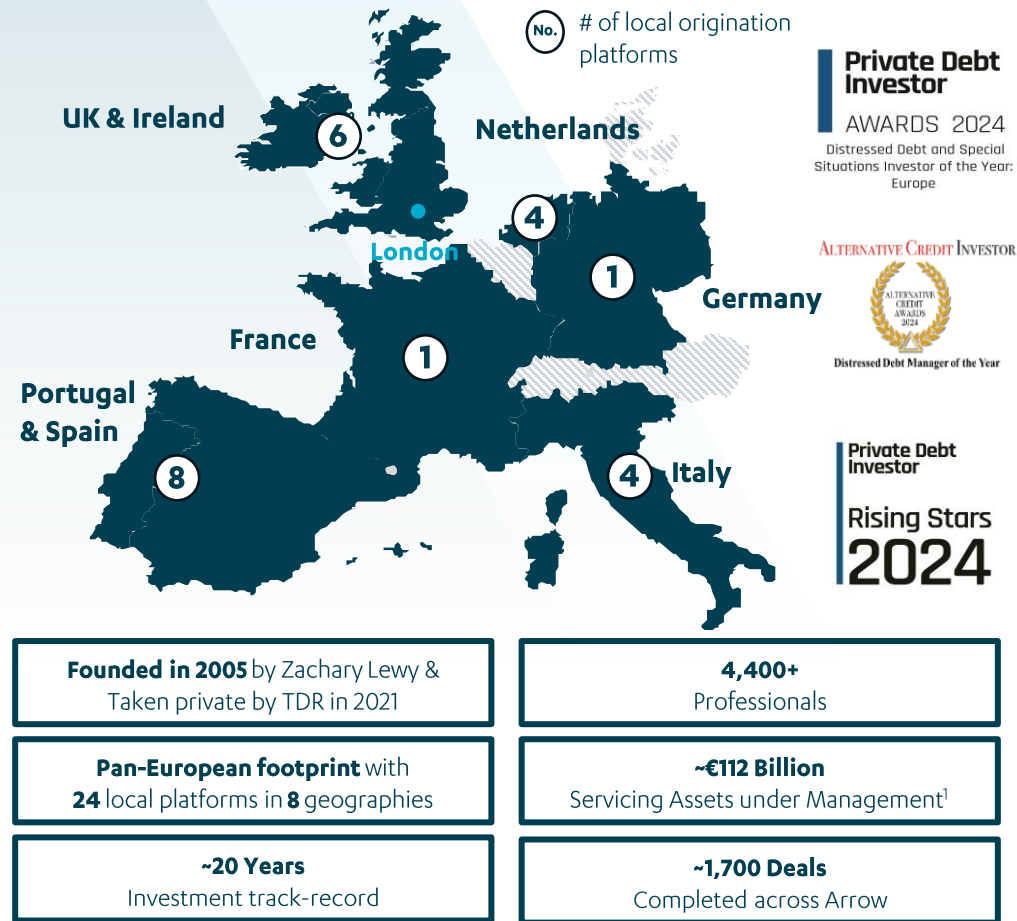 No.
# of local origination
platforms
UK & Ireland
6
Netherlands
4
London
1
Germany
France
1
Portugal
& Spain
8
4
Italy
Private Debt
Investor
AWARDS 2024
Distressed Debt and Special
Situations Investor of the Year:
Europe
ALTERNATIVE CREDIT INVESTOR
ALTERNATIVE
CREDIT
AWARDS
2024
Distressed Debt Manager of the Year
Private Debt
Investor
Rising Stars
2024
Founded in 2005 by Zachary Lewy &
Taken private by TDR in 2021
4,400+
Professionals
Pan-European footprint with
24 local platforms in 8 geographies
~€112 Billion
Servicing Assets under Management¹
~20 Years
Investment track-record
~1,700 Deals
Completed across Arrow